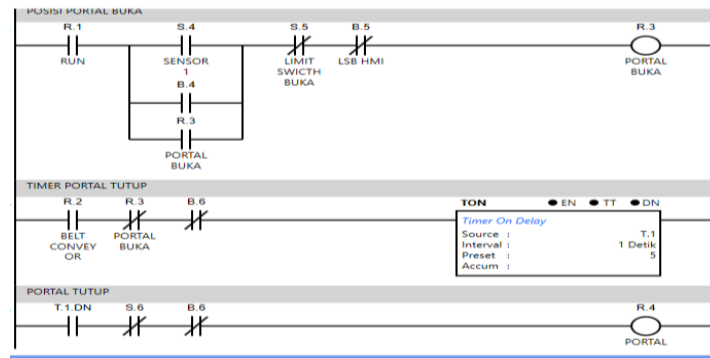 POSISI PORTAL BUKA
R.1 S.4 S.5 B.5 R.3
RUN SENSOR 1 LIMIT SWICTH BUKA LSB HMI PORTAL BUKA
B.4
R.3
PORTAL BUKA
TIMER PORTAL TUTUP
R.2 R.3 B.6 TON EN TT DN
BELT CONVEY OR PORTAL BUKA
Timer On Delay
Source : T.1
Interval : 1 Detik
Preset : 5
Accum :
PORTAL TUTUP
T.1.DN S.6 B.6 R.4
PORTAL